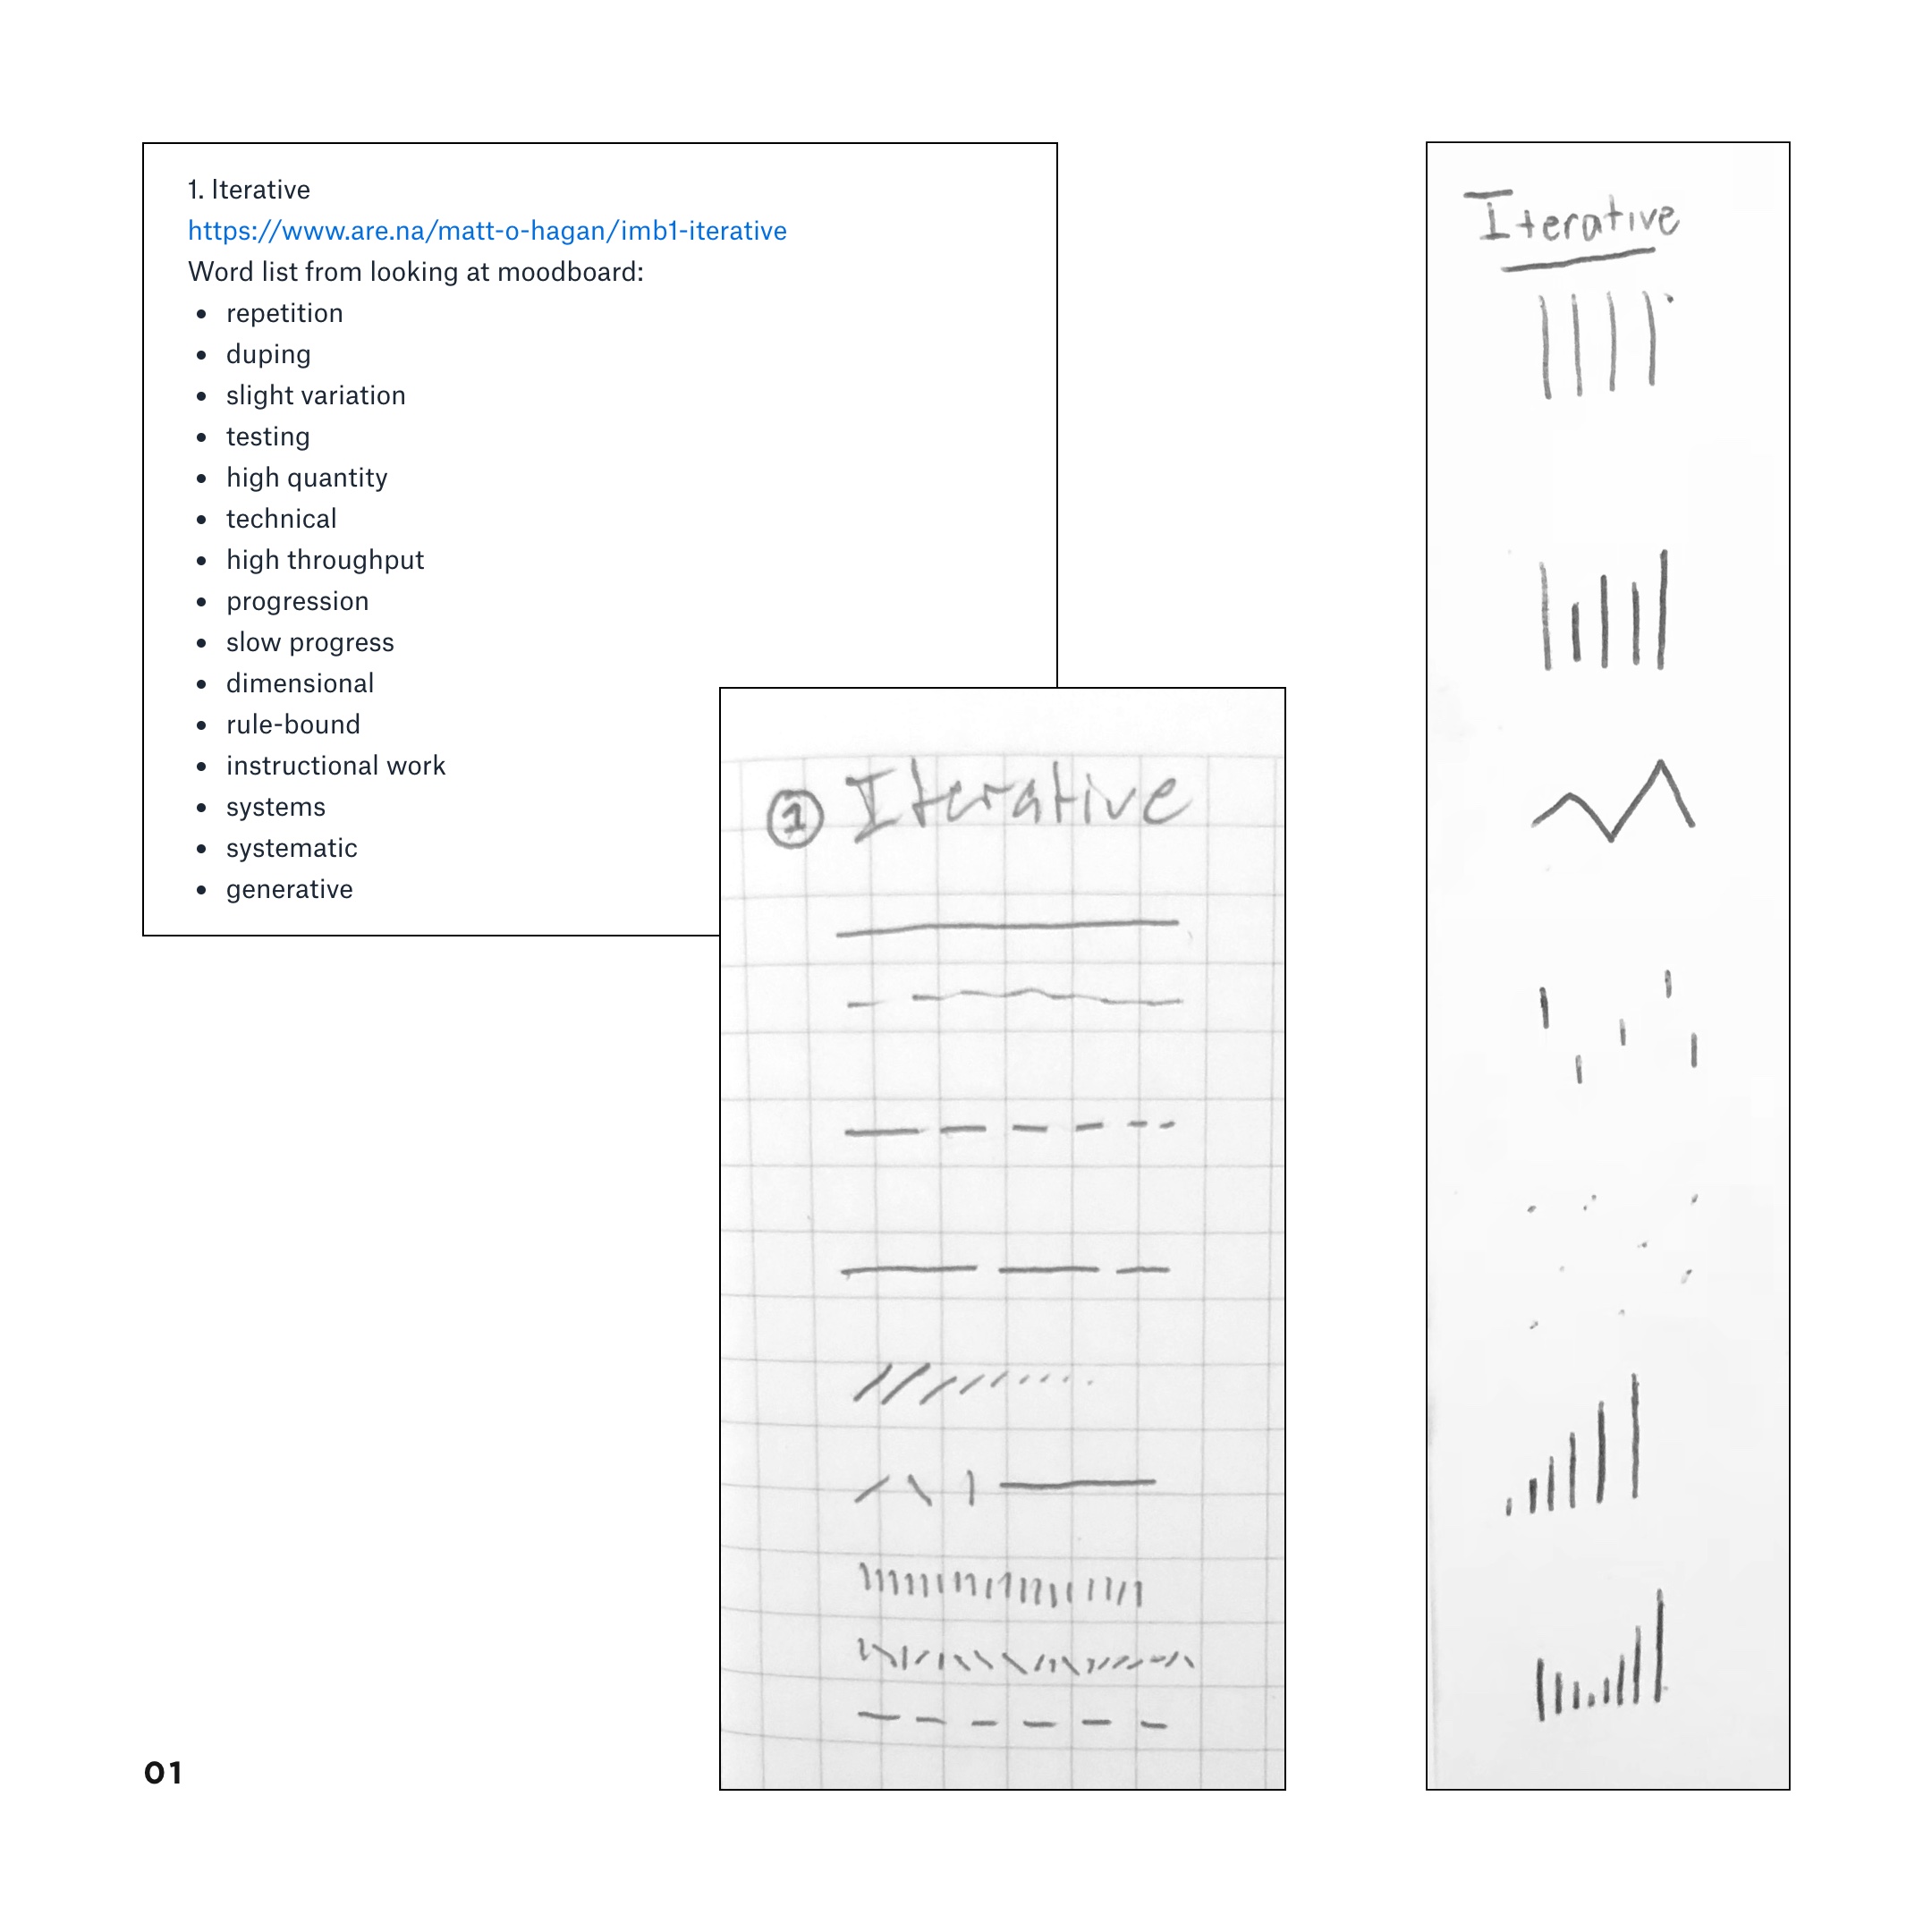 1. Iterative
https://www.are.na/matt-o-hagan/imb1-iterative
Word list from looking at moodboard:
• repetition
• duping
• slight variation
• testing
• high quantity
• technical
• high throughput
• progression
• slow progress
• dimensional
• rule-bound
• instructional work
• systems
• systematic
• generative
① Iterative
Iterative
01